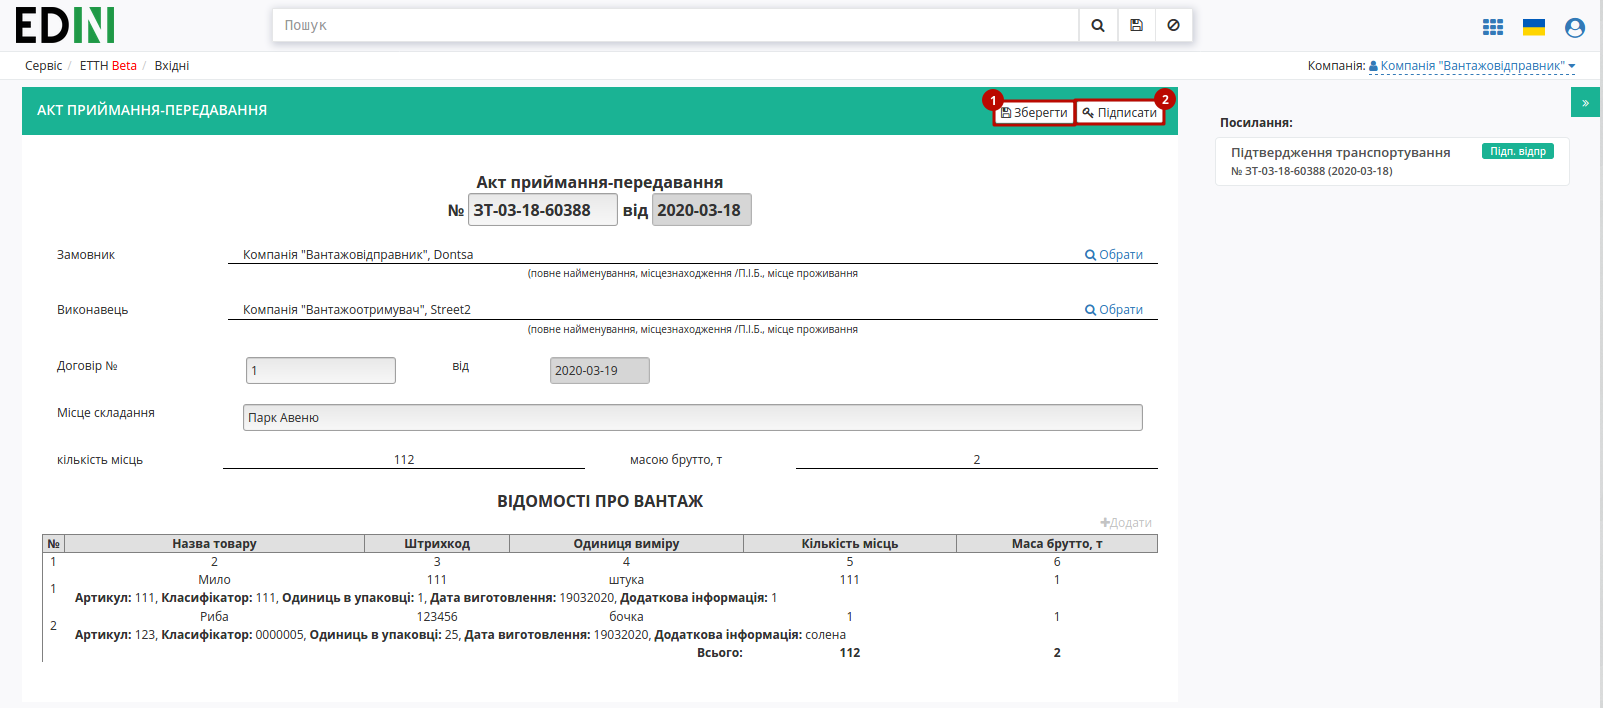 EDIN
Пошук
Сервіс / ЕТТН Beta / Вхідні
Компанія: Компанія "Вантажовідправник"
АКТ ПРИЙМАННЯ-ПЕРЕДАВАННЯ
1 Зберегти 2 Підписати
»
Посилання:
Підтвердження транспортування Підп. відпр
№ ЗТ-03-18-60388 (2020-03-18)
Акт приймання-передавання
№ ЗТ-03-18-60388 від 2020-03-18
Замовник Компанія "Вантажовідправник", Dontsa Обрати
(повне найменування, місцезнаходження /П.І.Б., місце проживання
Виконавець Компанія "Вантажоотримувач", Street2 Обрати
(повне найменування, місцезнаходження /П.І.Б., місце проживання
Договір № 1 від 2020-03-19
Місце складання Парк Авеню
кількість місць 112 масою брутто, т 2
ВІДОМОСТІ ПРО ВАНТАЖ
+Додати
№ Назва товару Штрихкод Одиниця виміру Кількість місць Маса брутто, т
1 2 3 4 5 6
1 Мило 111 штука 111 1
Артикул: 111, Класифікатор: 111, Одиниць в упаковці: 1, Дата виготовлення: 19032020, Додаткова інформація: 1
2 Риба 123456 бочка 1 1
Артикул: 123, Класифікатор: 0000005, Одиниць в упаковці: 25, Дата виготовлення: 19032020, Додаткова інформація: солена
Всього: 112 2